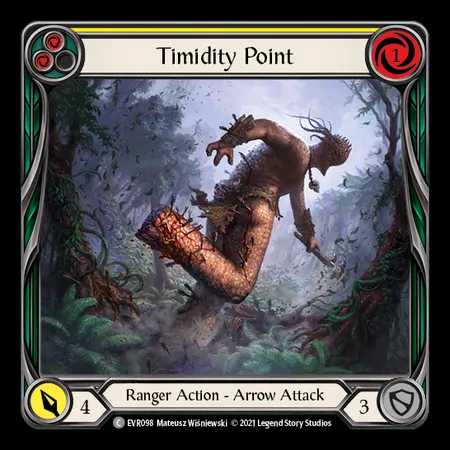 Timidity Point
1
Ranger Action - Arrow Attack
4
3
C EVR098 Mateusz Wiśniewski © 2021 Legend Story Studios